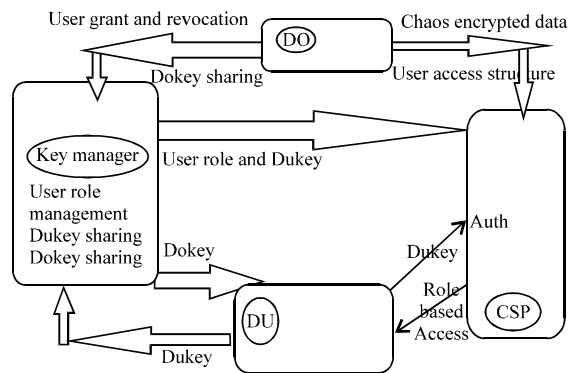 User grant and revocation
DO
Chaos encrypted data
Dokey sharing
User access structure
Key manager
User role and Dukey
User role
management
Dukey sharing
Dokey sharing
Dokey
Auth
Dukey
Role
based
Access
DU
CSP
Dukey